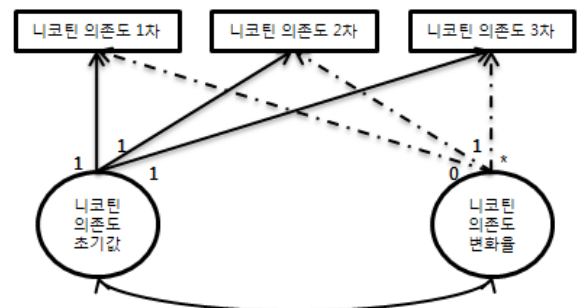 니코틴 의존도 1차
니코틴 의존도 2차
니코틴 의존도 3차
1
1
1
1
0
*
니코틴
의존도
초기값
니코틴
의존도
변화율